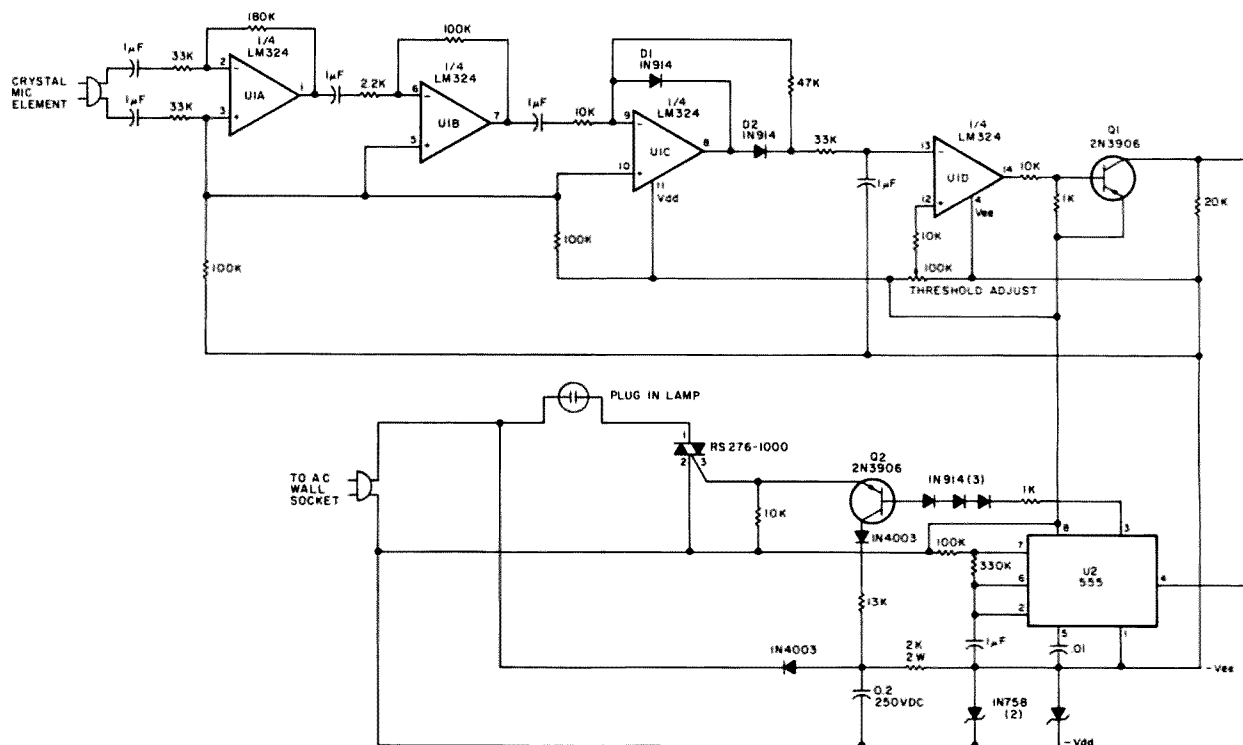 180K
1/4
LM324
1µF
33K
2
-
CRYSTAL
MIC
ELEMENT
U1A
1
1µF
33K
3
+
100K
1/4
LM324
1µF
2.2K
6
-
U1B
7
5
+
D1
1N914
47K
1/4
LM324
1µF
10K
9
-
U1C
8
D2
1N914
10
+
11
Vdd
33K
1µF
1/4
LM324
13
-
U1D
14
12
+
4
Vee
10K
Q1
2N3906
10K
1K
20K
100K
100K
100K
THRESHOLD ADJUST
PLUG IN LAMP
1
RS276-1000
2
3
TO AC
WALL
SOCKET
10K
Q2
2N3906
1N914(3)
1K
1N4003
100K
330K
8
3
7
6
2
U2
555
4
5
1
13K
1µF
.01
1N4003
2K
2W
-Vee
0.2
250VDC
1N758
(2)
-Vdd